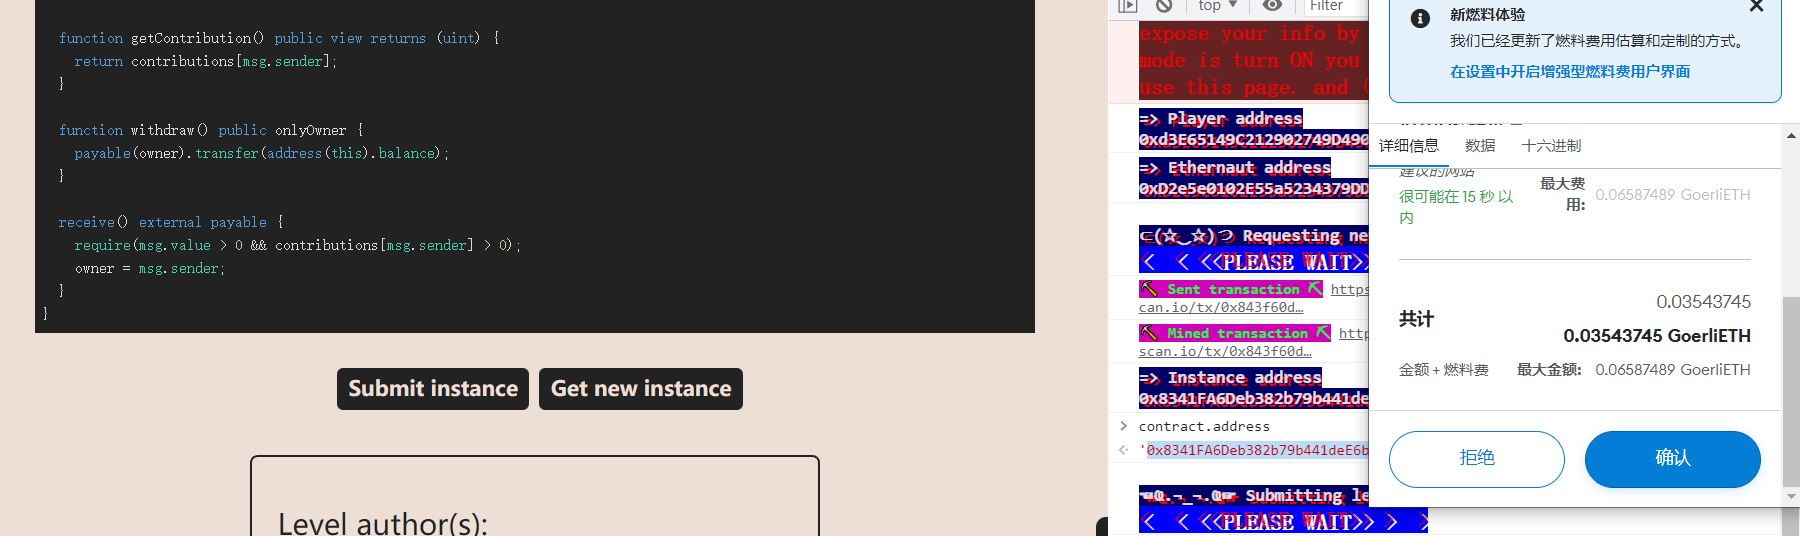 function getContribution() public view returns (uint) {
return contributions[msg.sender];
}
function withdraw() public onlyOwner {
payable(owner).transfer(address(this).balance);
}
receive() external payable {
require(msg.value > 0 && contributions[msg.sender] > 0);
owner = msg.sender;
}
}
Submit instance
Get new instance
Level author(s):
top ▼
Filter
expose your info by
mode is turn ON you
use this page. and (
=> Player address
0xd3E65149C212902749D490
=> Ethernaut address
0xD2e5e0102E55a5234379DD
Requesting ne
< < <<PLEASE WAIT>>
Sent transaction
https
can.io/tx/0x843f60d…
Mined transaction
http
scan.io/tx/0x843f60d…
=> Instance address
0x8341FA6Deb382b79b441de
> contract.address
'0x8341FA6Deb382b79b441deE6b
Submitting le
< < <<PLEASE WAIT>> > >
新燃料体验
我们已经更新了燃料费用估算和定制的方式。
在设置中开启增强型燃料费用户界面
详细信息
数据
十六进制
建议的网站
很可能在 15 秒 以
内
最大费
用:
0.06587489 GoerliETH
共计
0.03543745
0.03543745 GoerliETH
金额 + 燃料费
最大金额:
0.06587489 GoerliETH
拒绝
确认